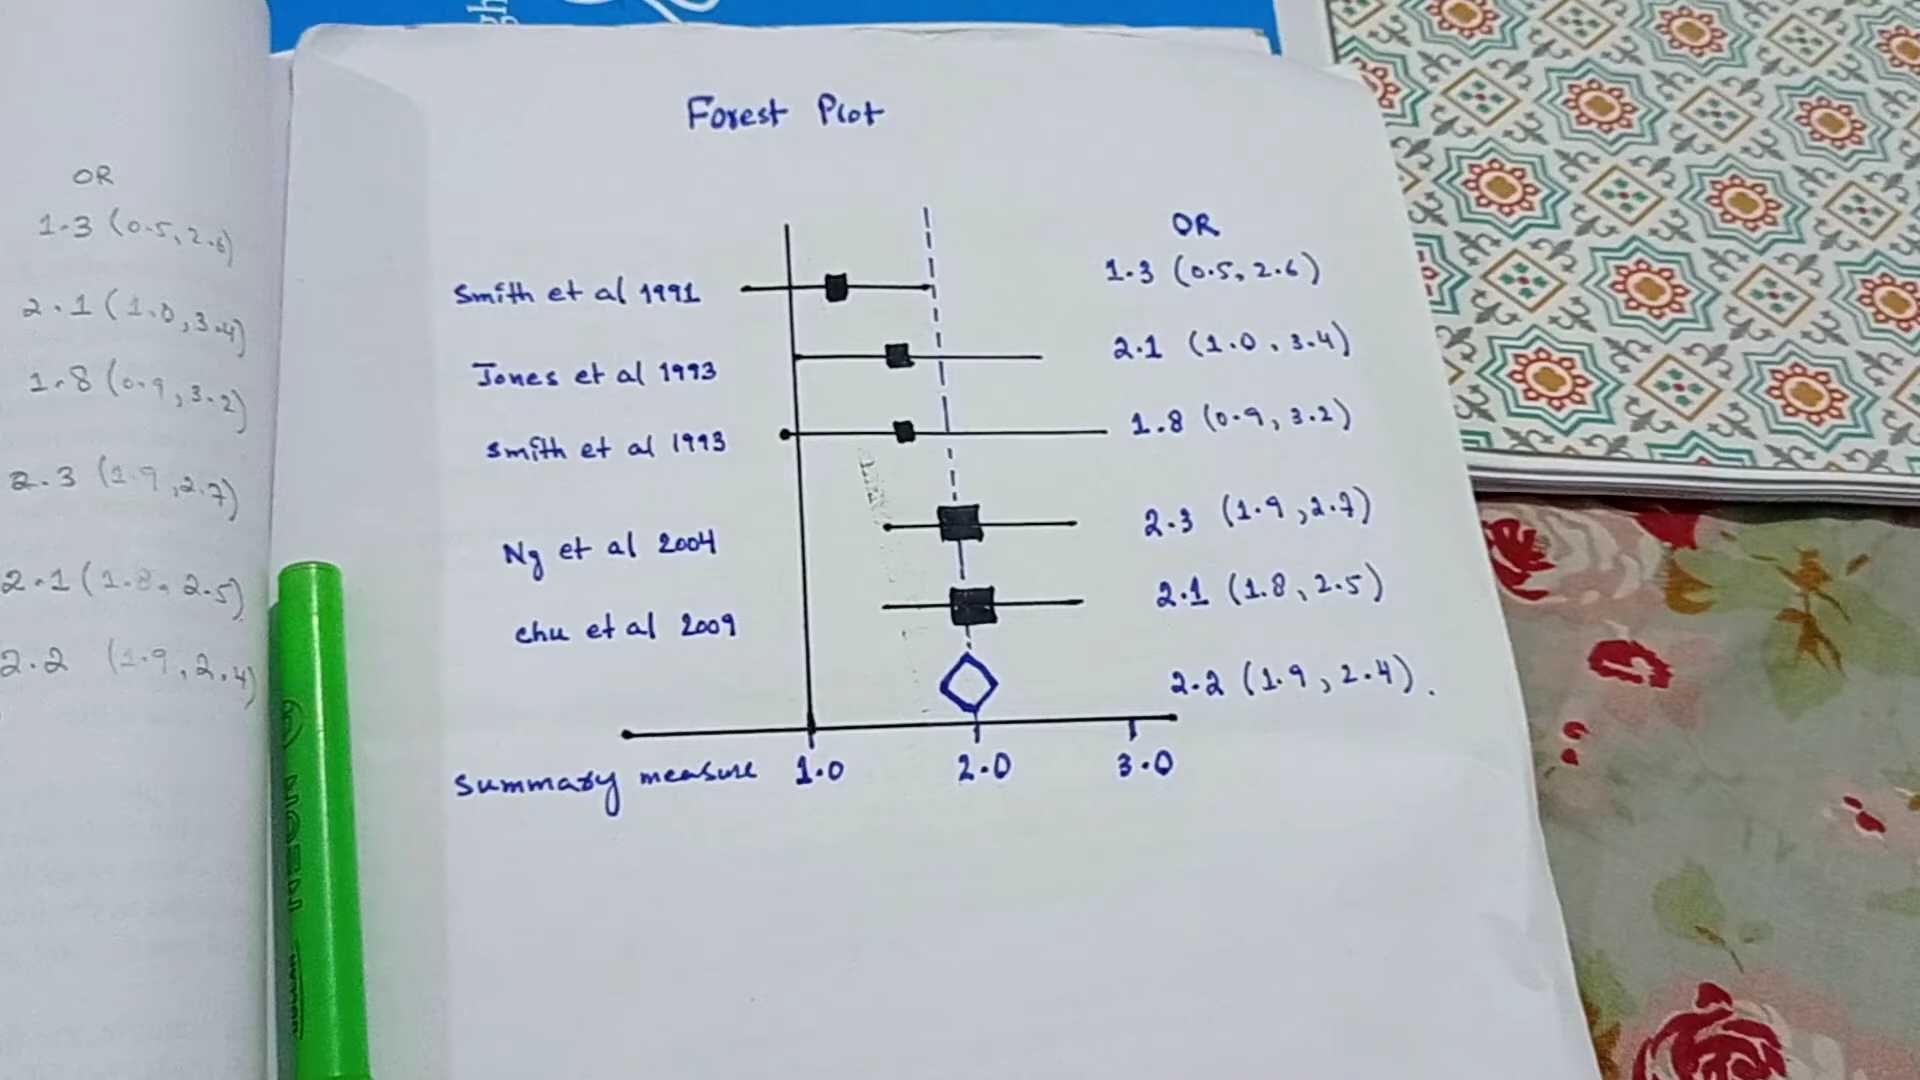 OR
1.3 (0.5, 2.6)
2.1 (1.0, 3.4)
1.8 (0.9, 3.2)
2.3 (1.9, 2.7)
2.1 (1.8, 2.5)
2.2 (1.9, 2.4)
Forest Plot
OR
Smith et al 1991 1.3 (0.5, 2.6)
Jones et al 1993 2.1 (1.0, 3.4)
Smith et al 1993 1.8 (0.9, 3.2)
Ng et al 2004 2.3 (1.9, 2.7)
chu et al 2009 2.1 (1.8, 2.5)
2.2 (1.9, 2.4).
Summary measure 1.0 2.0 3.0